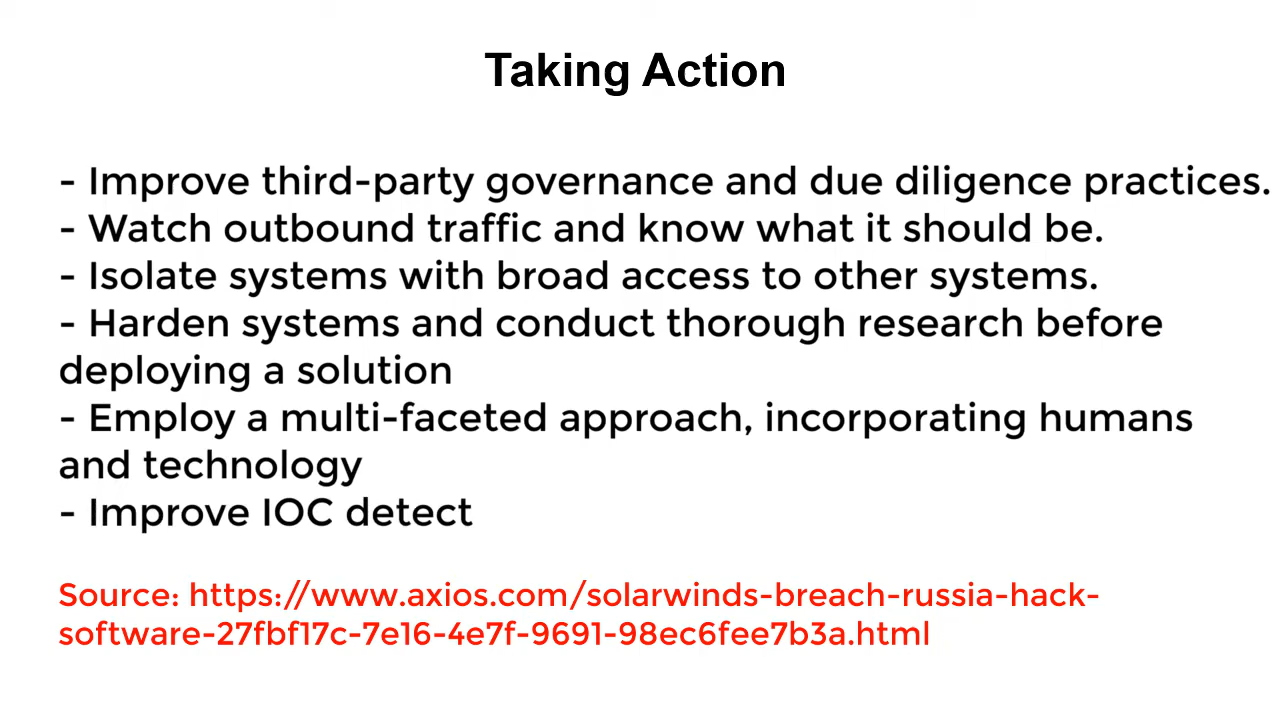 Taking Action
- Improve third-party governance and due diligence practices.
- Watch outbound traffic and know what it should be.
- Isolate systems with broad access to other systems.
- Harden systems and conduct thorough research before
deploying a solution
- Employ a multi-faceted approach, incorporating humans
and technology
- Improve IOC detect
Source: https://www.axios.com/solarwinds-breach-russia-hack-
software-27fbf17c-7e16-4e7f-9691-98ec6fee7b3a.html